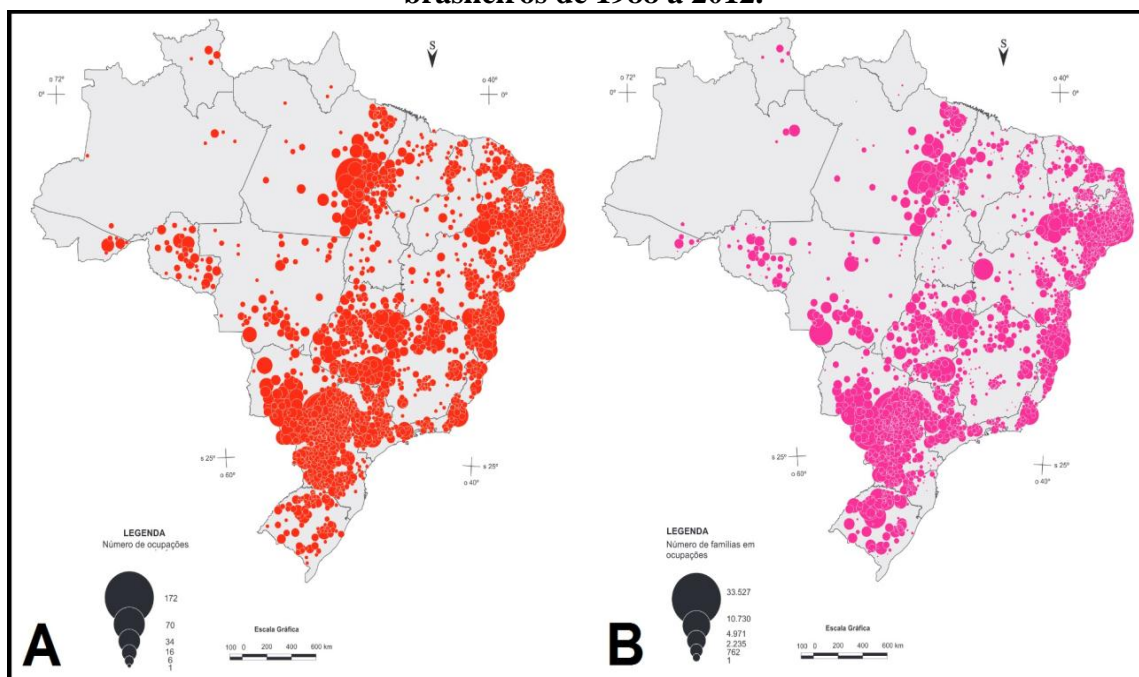 brasileiros de 1988 a 2012.
S
o 72°
0°
o 40°
0°
s 25°
o 60°
s 25°
o 40°
LEGENDA
Número de ocupações
172
70
34
16
6
1
Escala Gráfica
100 0 200 400 600 km
A
S
o 72°
0°
o 40°
0°
s 25°
o 60°
s 25°
o 40°
LEGENDA
Número de famílias em
ocupações
33.527
10.730
4.971
2.235
762
1
Escala Gráfica
100 0 200 400 600 km
B